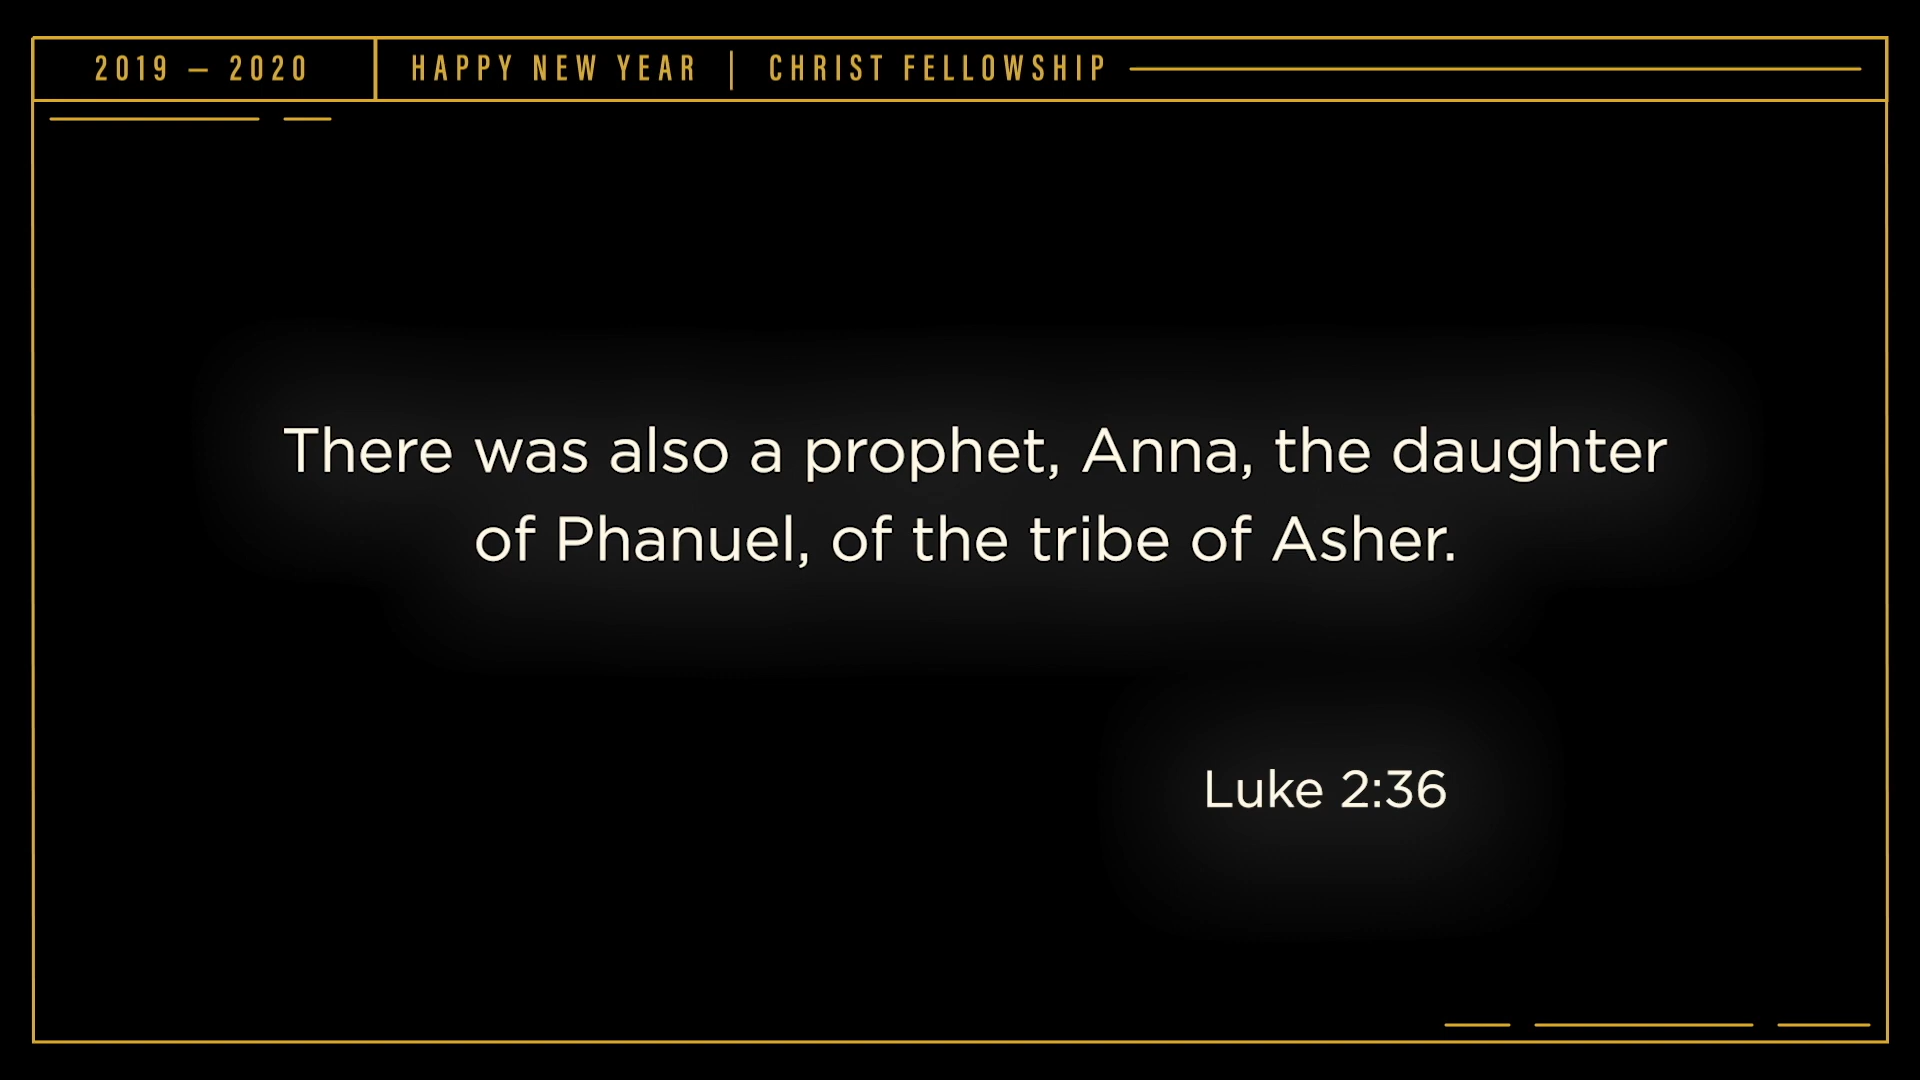 2019 — 2020 HAPPY NEW YEAR | CHRIST FELLOWSHIP
There was also a prophet, Anna, the daughter
of Phanuel, of the tribe of Asher.
Luke 2:36